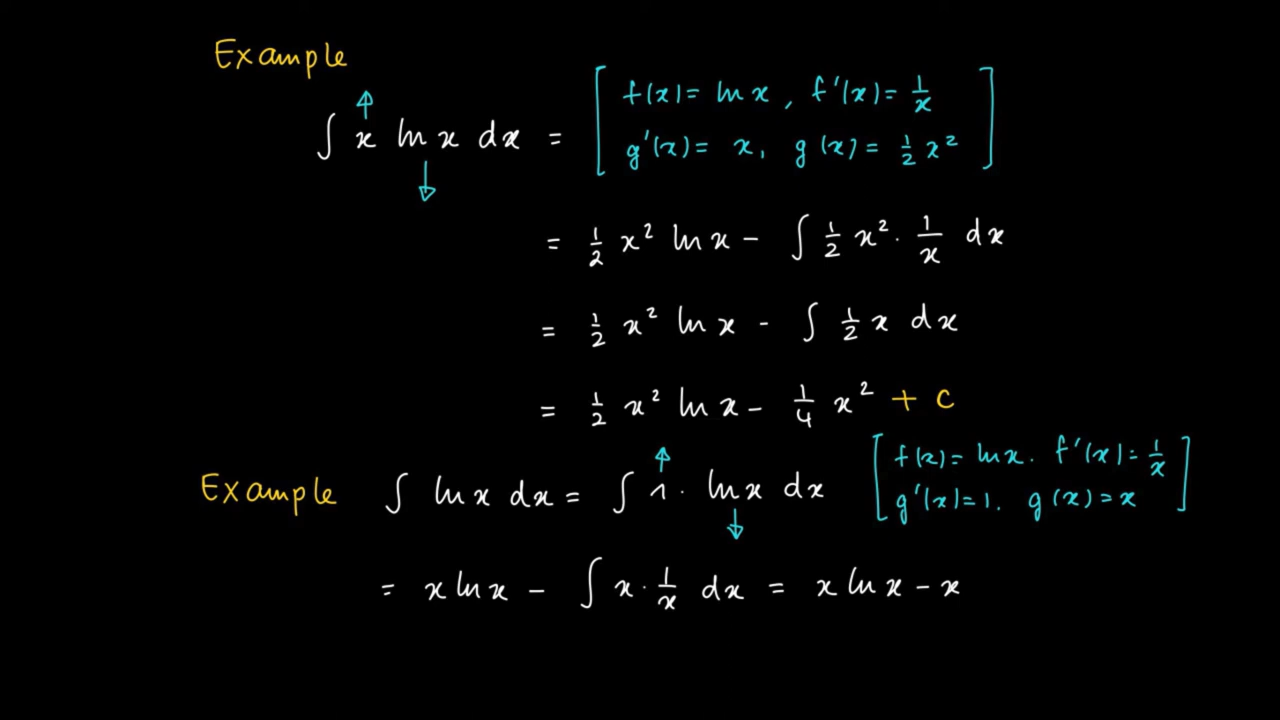 Example
∫ x ln x dx = [ f(x) = ln x , f'(x) = 1/x
g'(x) = x, g(x) = 1/2 x² ]
= 1/2 x² ln x - ∫ 1/2 x² · 1/x dx
= 1/2 x² ln x - ∫ 1/2 x dx
= 1/2 x² ln x - 1/4 x² + c
Example ∫ ln x dx = ∫ 1 · ln x dx [ f(x) = ln x. f'(x) = 1/x
g'(x) = 1. g(x) = x ]
= x ln x - ∫ x · 1/x dx = x ln x - x